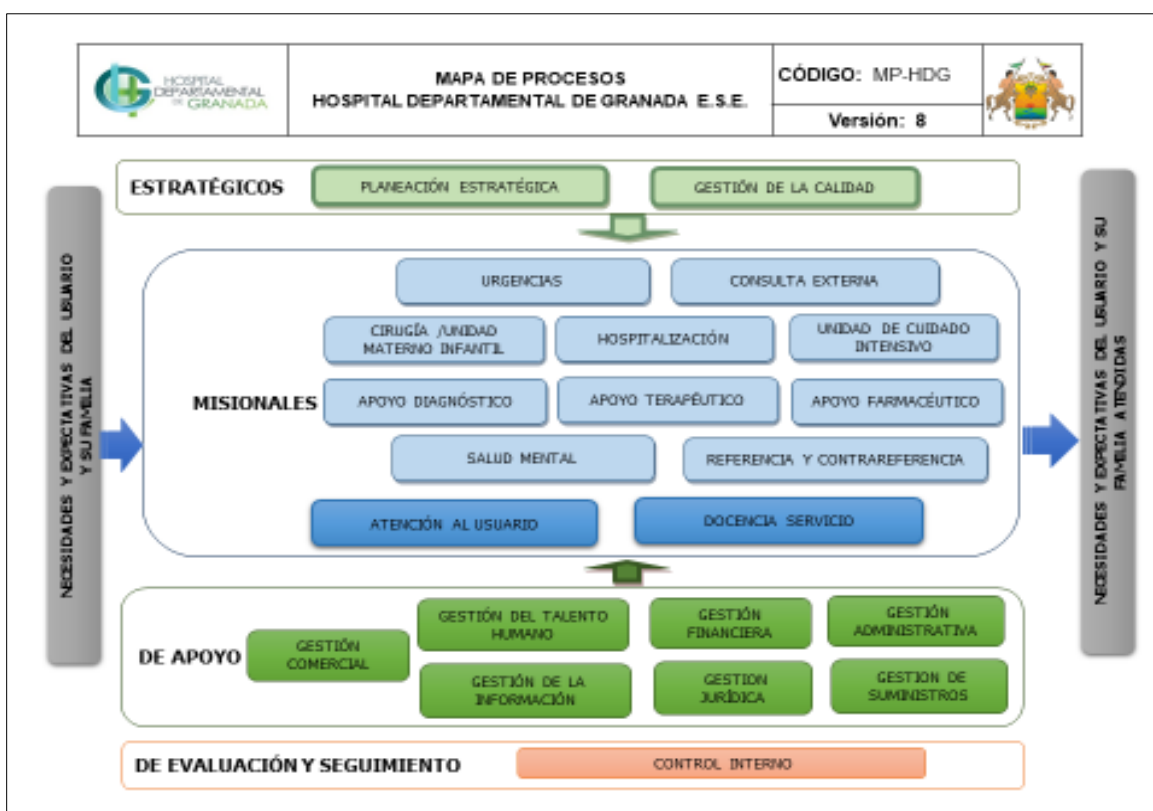 HOSPITAL
DEPARTAMENTAL
DE GRANADA
MAPA DE PROCESOS
HOSPITAL DEPARTAMENTAL DE GRANADA E.S.E.
CÓDIGO: MP-HDG
Versión: 8
NECESIDADES Y EXPECTATIVAS DEL USUARIO
Y SU FAMILIA
ESTRATÉGICOS
PLANEACIÓN ESTRATÉGICA
GESTIÓN DE LA CALIDAD
MISIONALES
URGENCIAS
CONSULTA EXTERNA
CIRUGÍA /UNIDAD
MATERNO INFANTIL
HOSPITALIZACIÓN
UNIDAD DE CUIDADO
INTENSIVO
APOYO DIAGNÓSTICO
APOYO TERAPÉUTICO
APOYO FARMACÉUTICO
SALUD MENTAL
REFERENCIA Y CONTRAREFERENCIA
ATENCIÓN AL USUARIO
DOCENCIA SERVICIO
DE APOYO
GESTIÓN
COMERCIAL
GESTIÓN DEL TALENTO
HUMANO
GESTIÓN
FINANCIERA
GESTIÓN
ADMINISTRATIVA
GESTIÓN DE LA
INFORMACIÓN
GESTION
JURÍDICA
GESTION DE
SUMINISTROS
DE EVALUACIÓN Y SEGUIMIENTO
CONTROL INTERNO
NECESIDADES Y EXPECTATIVAS DEL USUARIO Y SU
FAMILIA ATENDIDAS